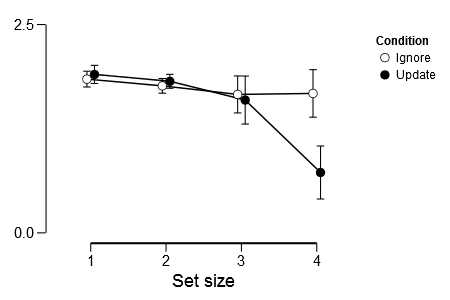 2.5
Condition
Ignore
Update
0.0
1 2 3 4
Set size